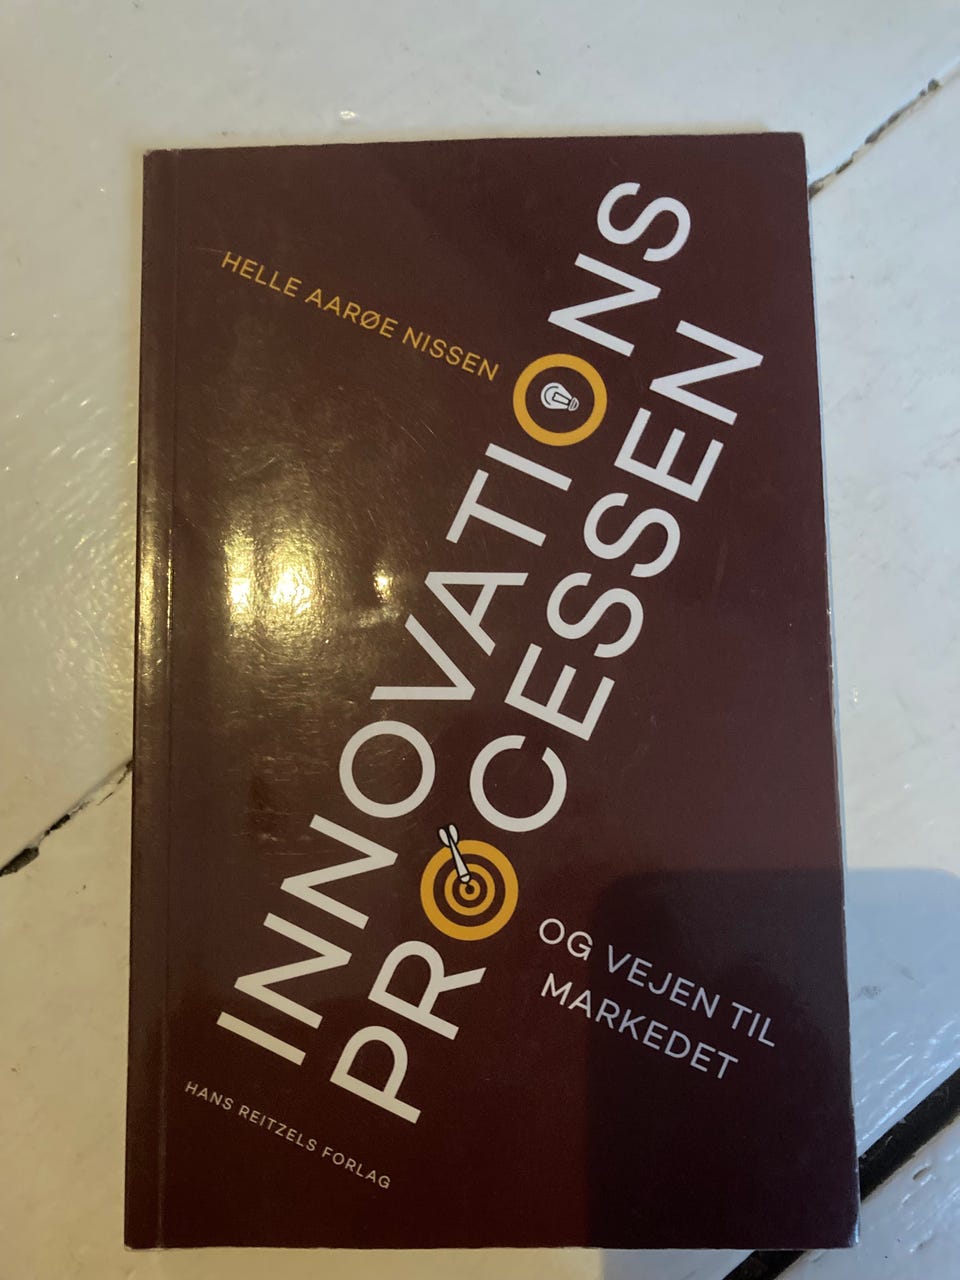 HELLE AARØE NISSEN
INNOVATIONS
PROCESSEN
OG VEJEN TIL
MARKEDET
HANS REITZELS FORLAG